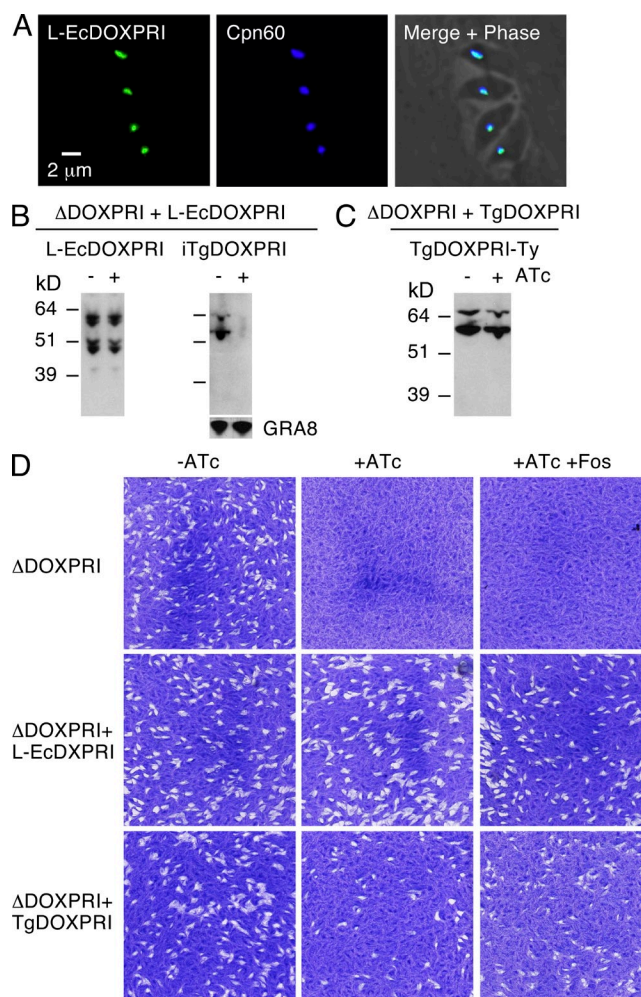 A
L-EcDOXPRI Cpn60 Merge + Phase
2 μm
B C
ΔDOXPRI + L-EcDOXPRI ΔDOXPRI + TgDOXPRI
L-EcDOXPRI iTgDOXPRI TgDOXPRI-Ty
kD - + - + kD - + ATc
64 64
51 51
39 39
GRA8
D
-ATc +ATc +ATc +Fos
ΔDOXPRI
ΔDOXPRI+
L-EcDXPRI
ΔDOXPRI+
TgDOXPRI